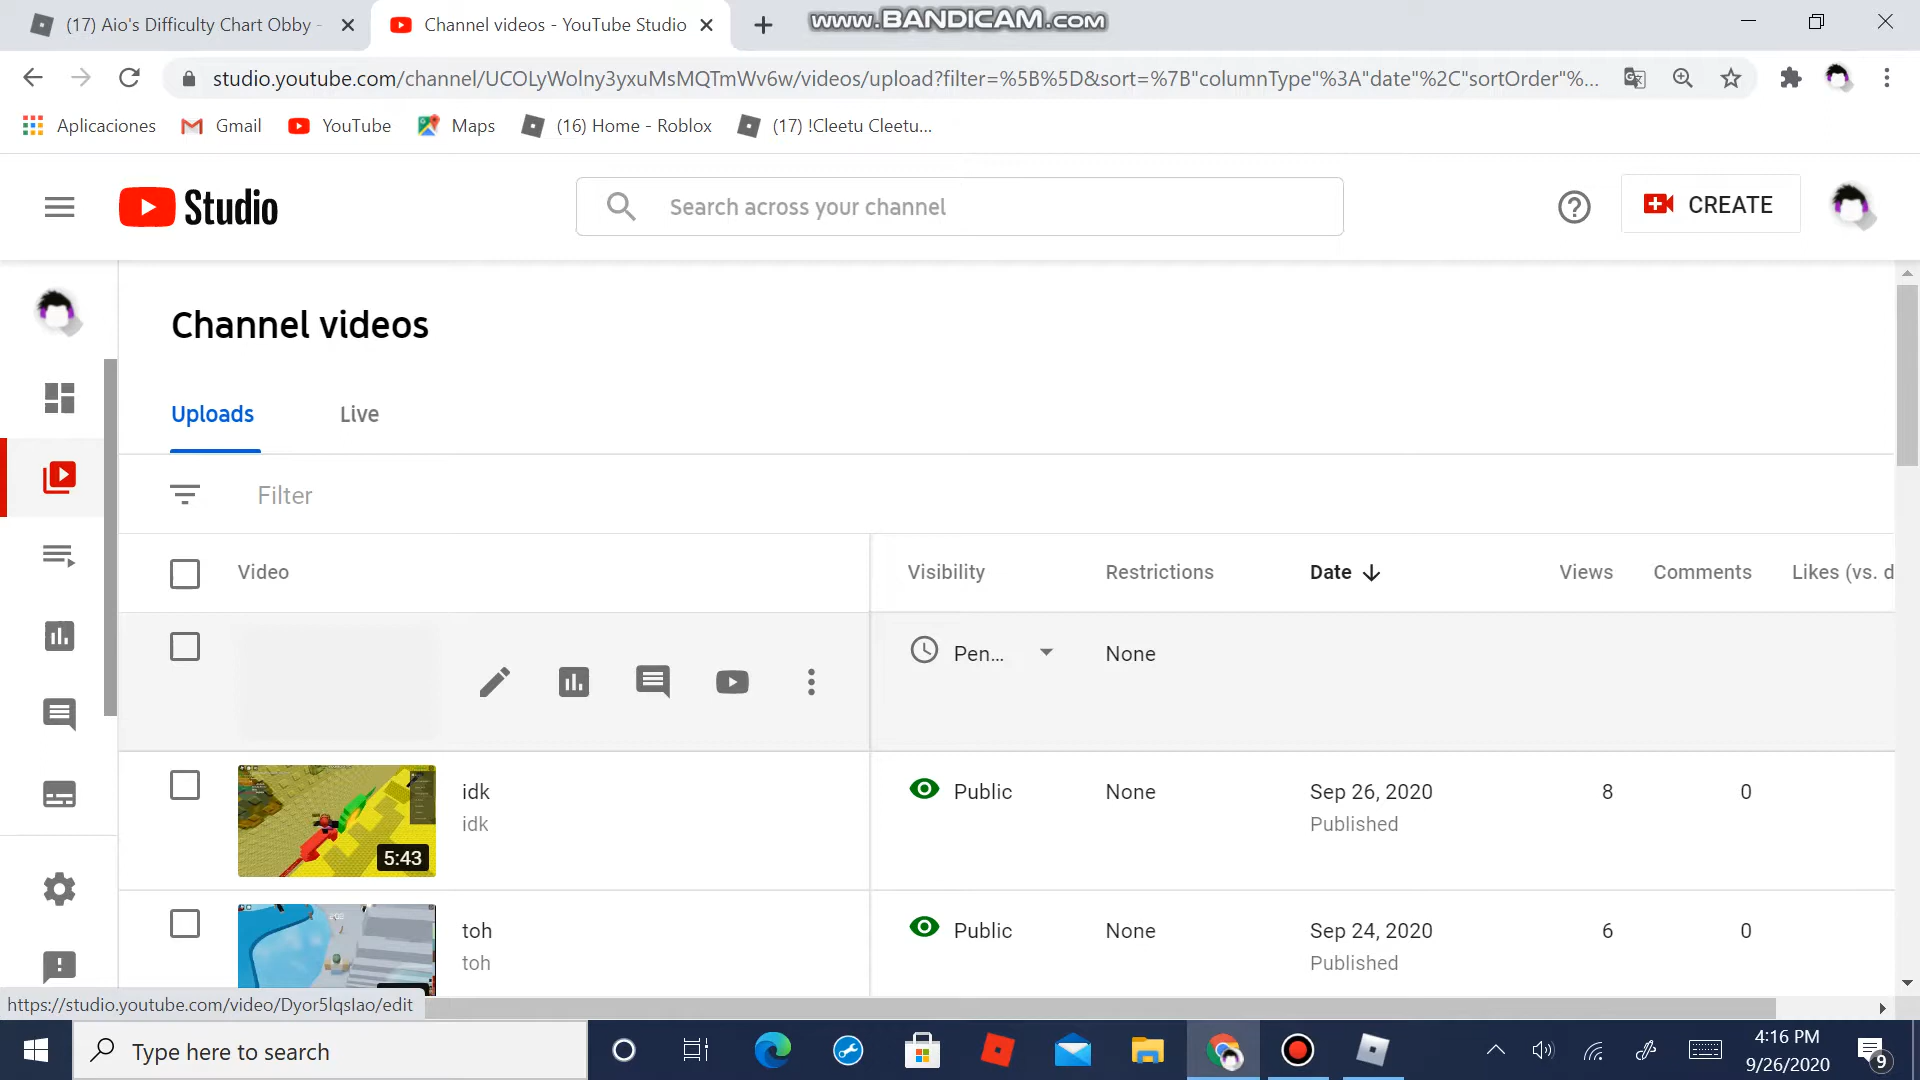 (17) Aio's Difficulty Chart Obby -
Channel videos - YouTube Studio
www.BANDICAM.com
studio.youtube.com/channel/UCOLyWolny3yxuMsMQTmWv6w/videos/upload?filter=%5B%5D&sort=%7B"columnType"%3A"date"%2C"sortOrder"%...
Aplicaciones
Gmail
YouTube
Maps
(16) Home - Roblox
(17) !Cleetu Cleetu...
Studio
Search across your channel
CREATE
Channel videos
Uploads
Live
Filter
Video
Visibility
Restrictions
Date
Views
Comments
Likes (vs. d
Pen...
None
5:43
idk
idk
Public
None
Sep 26, 2020
Published
8
0
toh
toh
Public
None
Sep 24, 2020
Published
6
0
https://studio.youtube.com/video/Dyor5lqsIao/edit
Type here to search
4:16 PM
9/26/2020
9